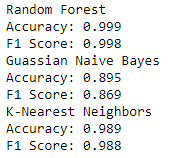 Random Forest
Accuracy: 0.999
F1 Score: 0.998
Guassian Naive Bayes
Accuracy: 0.895
F1 Score: 0.869
K-Nearest Neighbors
Accuracy: 0.989
F1 Score: 0.988